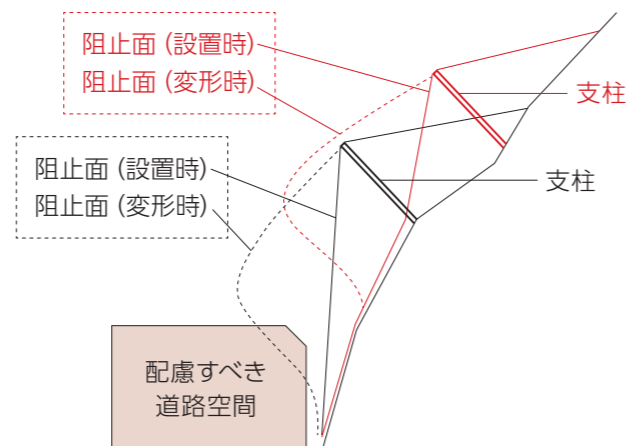 阻止面（設置時）
阻止面（変形時）
支柱
阻止面（設置時）
阻止面（変形時）
支柱
配慮すべき
道路空間